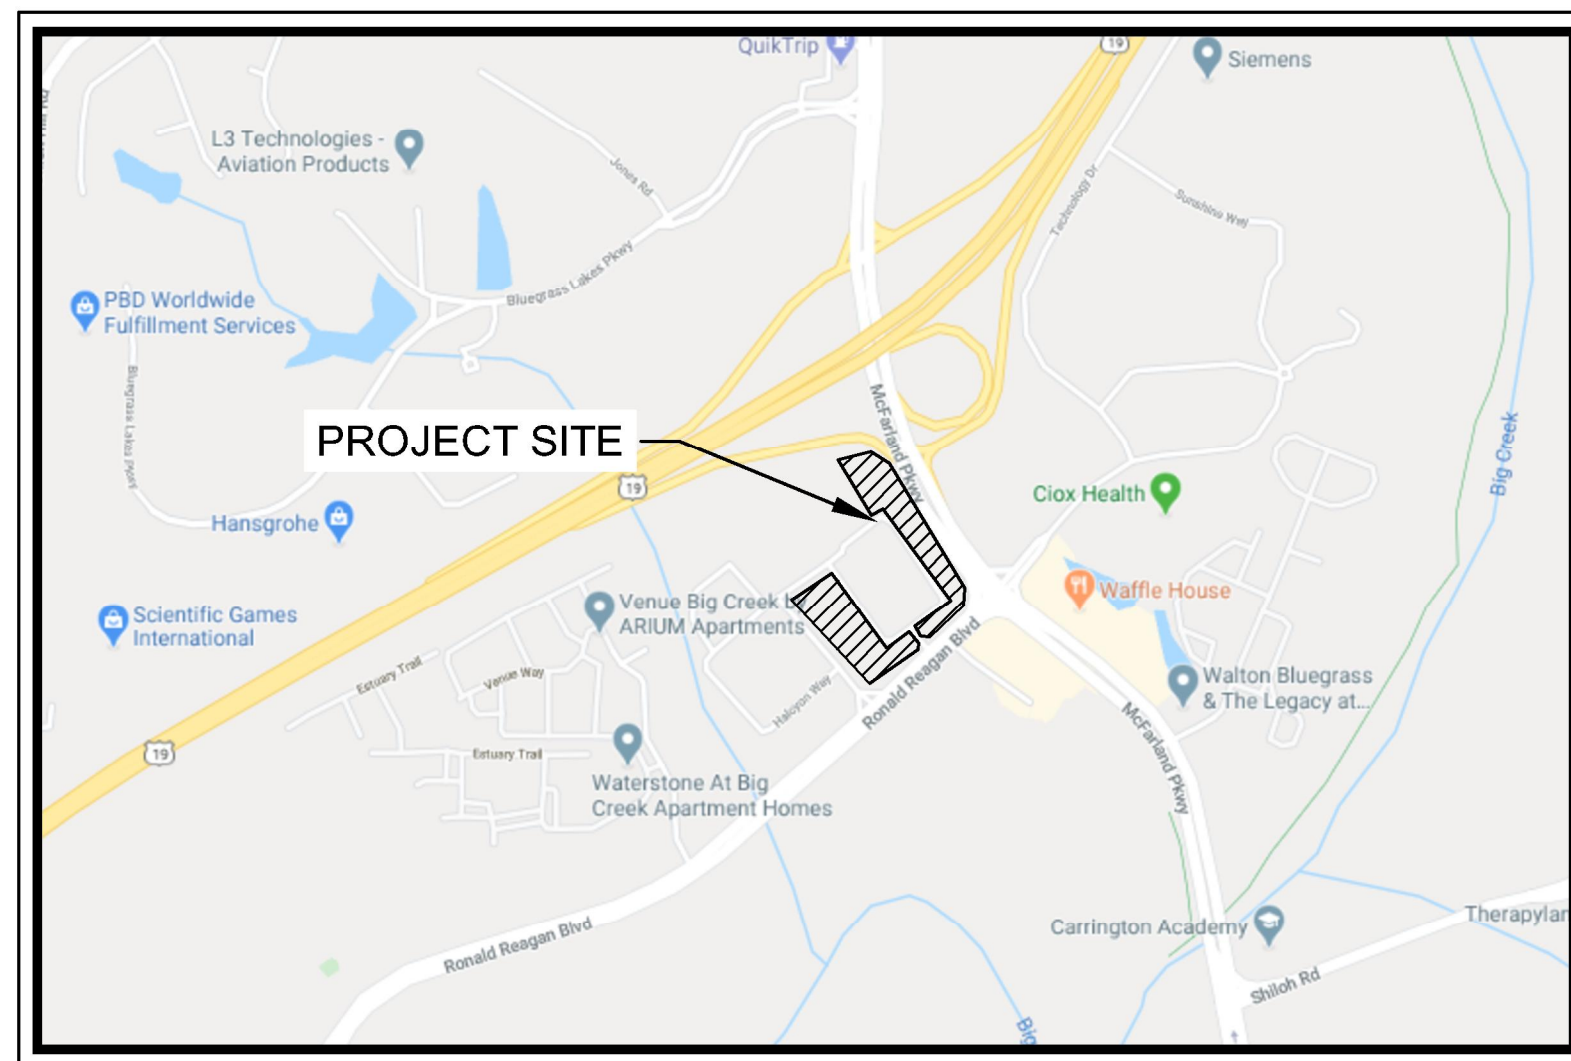 QuikTrip
19
Siemens
L3 Technologies -
Aviation Products
Jones Rd
Technology Dr
Sunshine Way
Bluegrass Lakes Pkwy
PBD Worldwide
Fulfillment Services
Bluegrass Lakes Pkwy
McFarland Pkwy
Big Creek
PROJECT SITE
19
Ciox Health
Hansgrohe
Waffle House
Scientific Games
International
Venue Big Creek by
ARIUM Apartments
Estuary Trail
Venue Way
Halcyon Way
Ronald Reagan Blvd
Walton Bluegrass
& The Legacy at...
McFarland Pkwy
19
Estuary Trail
Waterstone At Big
Creek Apartment Homes
Carrington Academy
Therapylan
Ronald Reagan Blvd
Shiloh Rd
Big